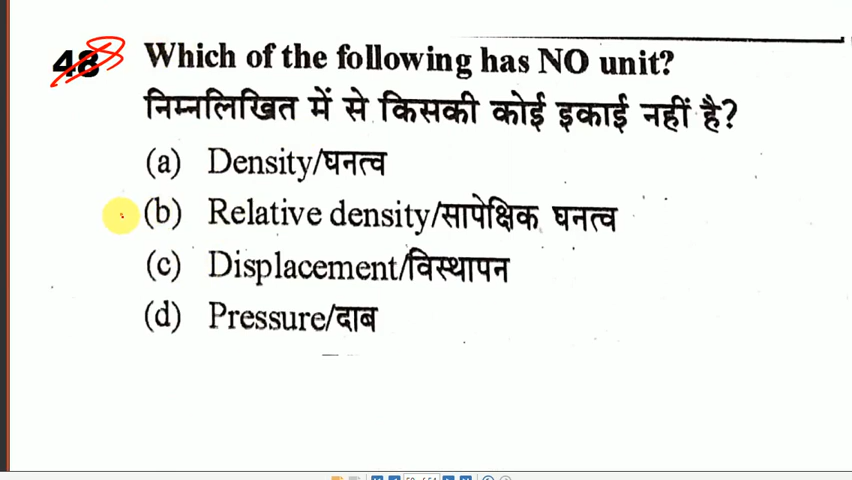 48 Which of the following has NO unit?
निम्नलिखित में से किसकी कोई इकाई नहीं है?
(a) Density/घनत्व
(b) Relative density/सापेक्षिक घनत्व
(c) Displacement/विस्थापन
(d) Pressure/दाब